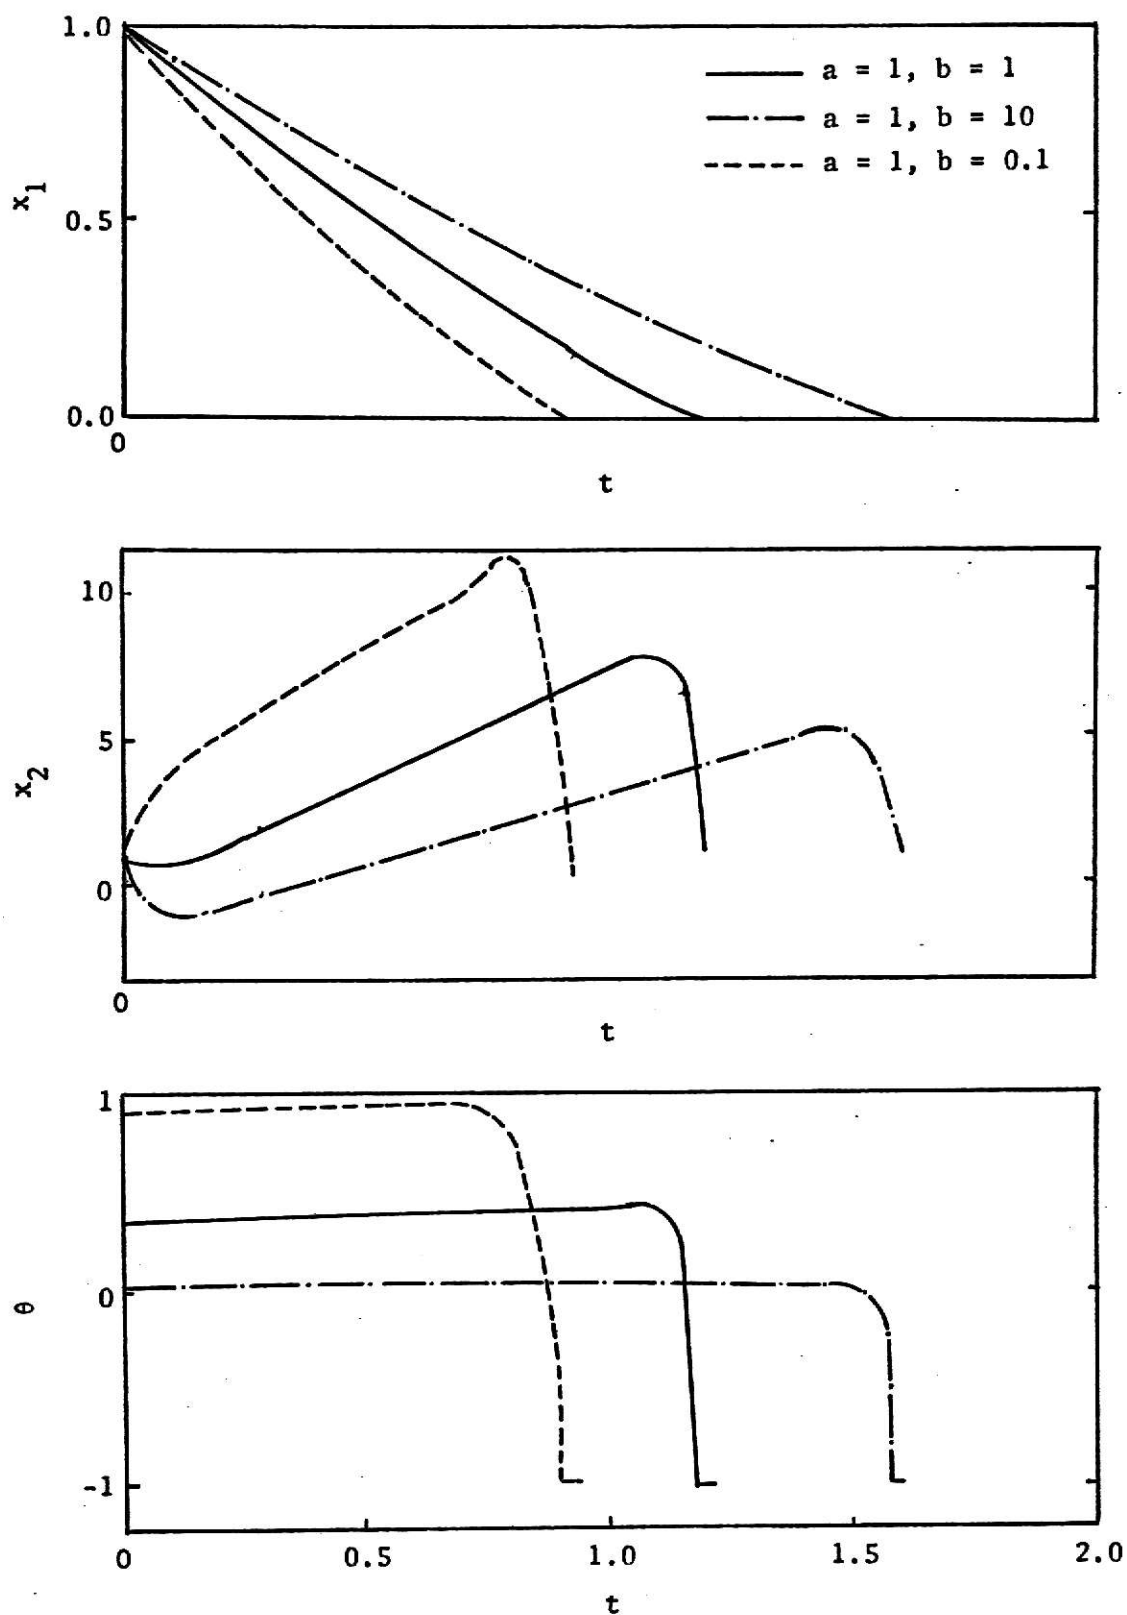 1.0
a = 1, b = 1
a = 1, b = 10
a = 1, b = 0.1
x1
0.5
0.0
0
t
10
5
x2
0
0
t
1
θ
0
-1
0 0.5 1.0 1.5 2.0
t